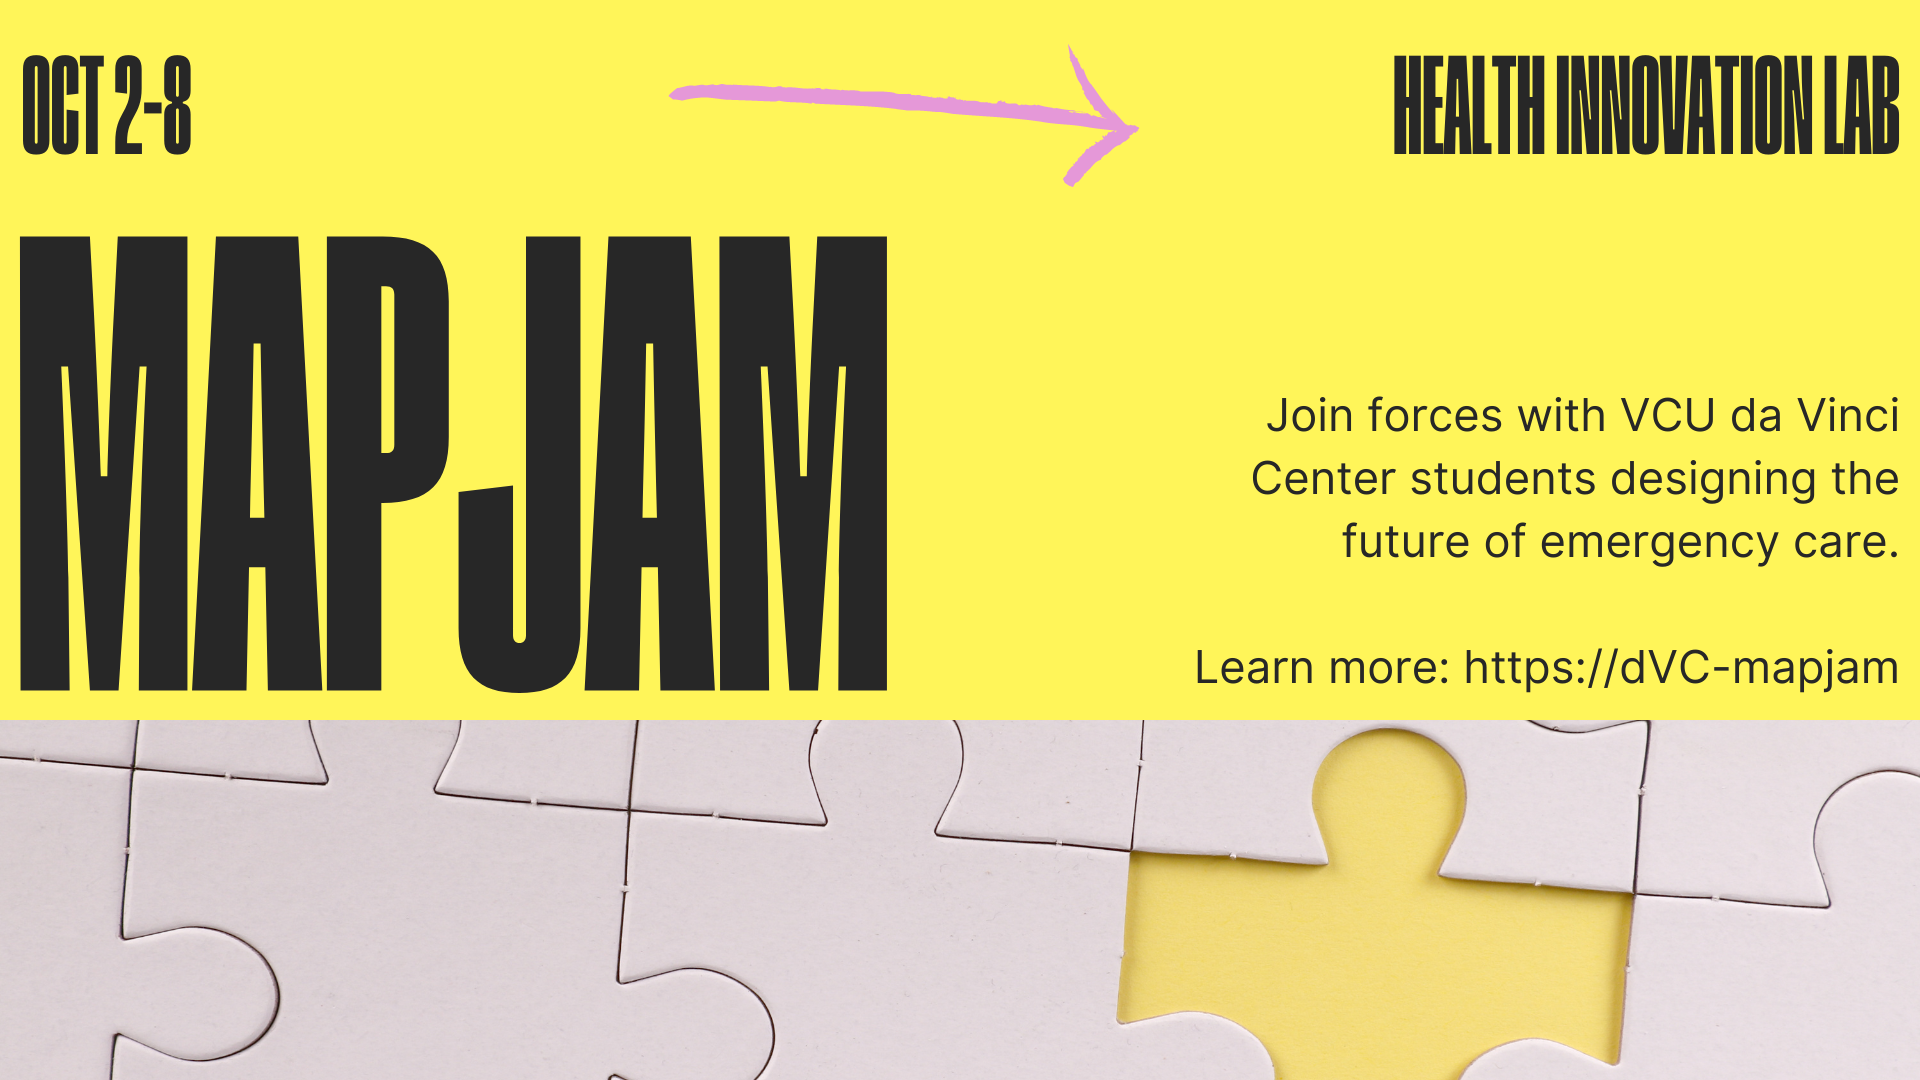 OCT 2-8
HEALTH INNOVATION LAB
MAP JAM
Join forces with VCU da Vinci
Center students designing the
future of emergency care.
Learn more: https://dVC-mapjam